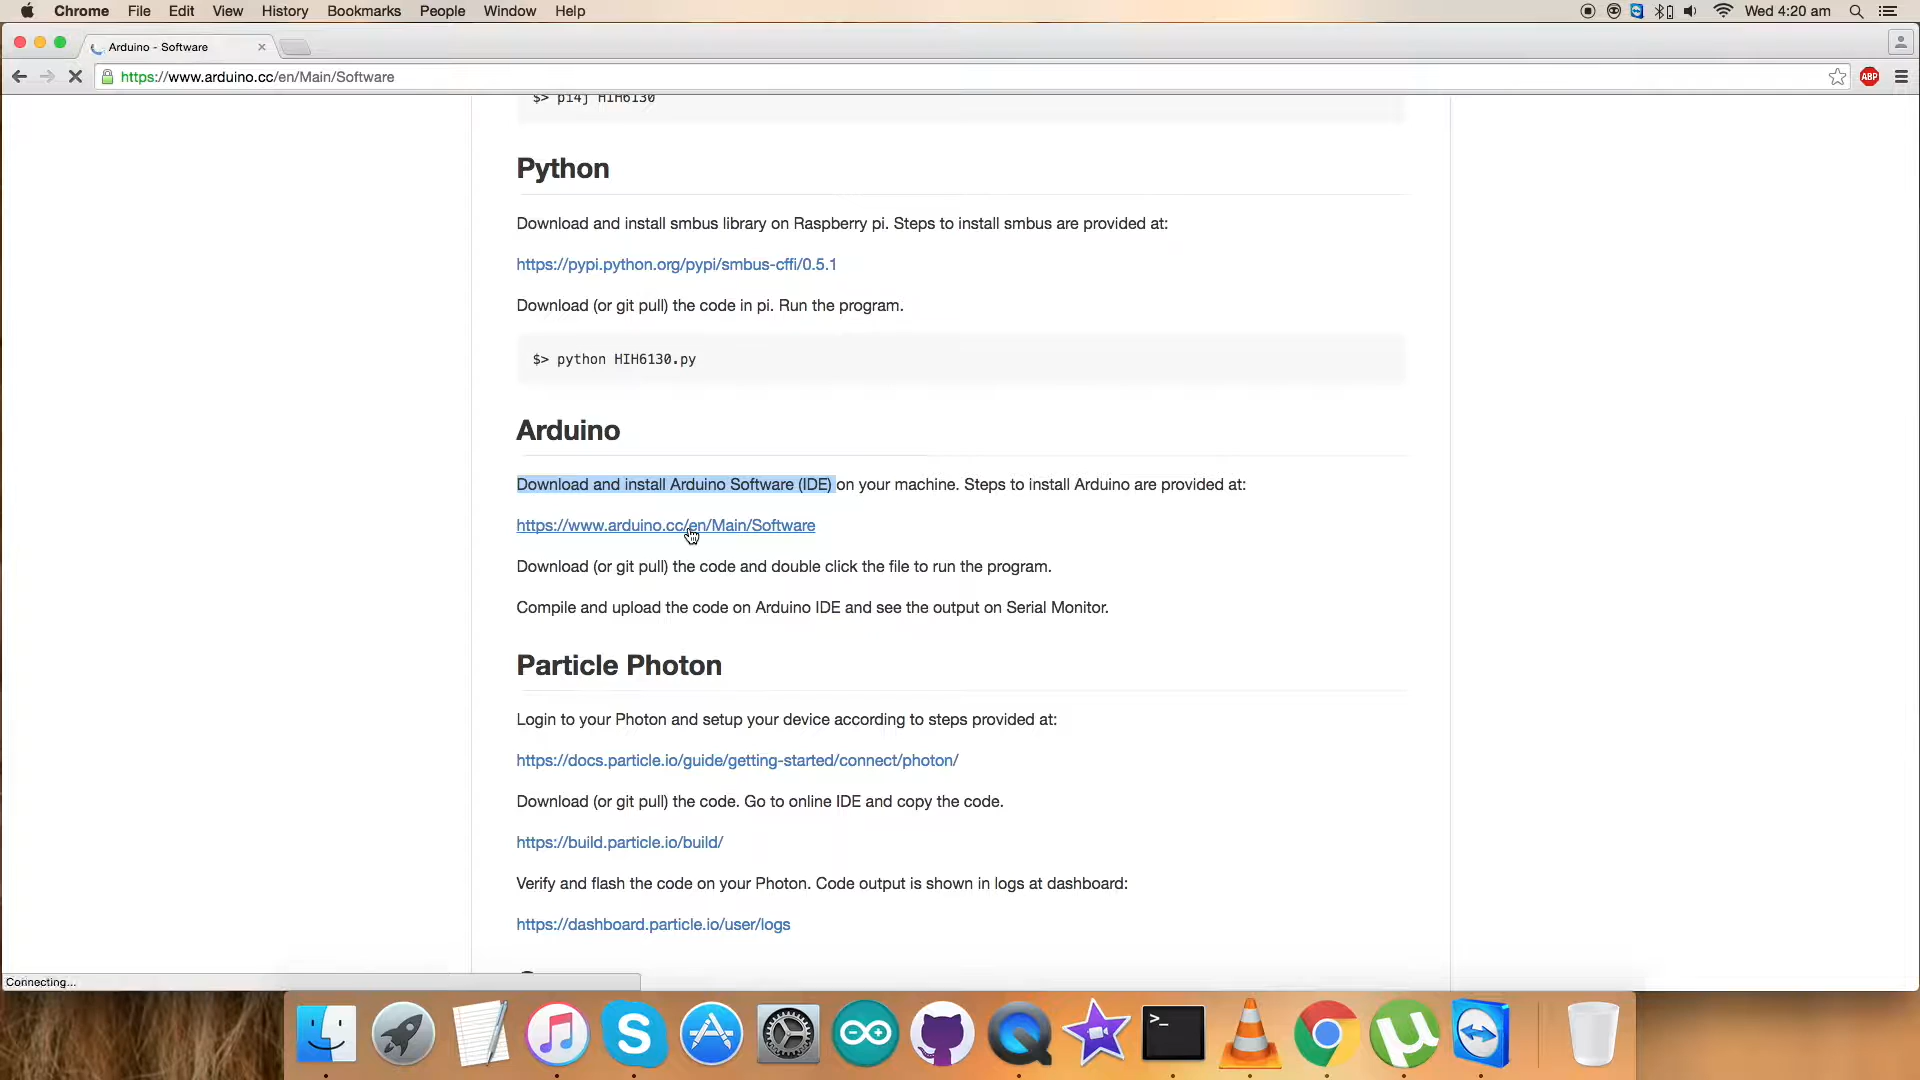 Chrome File Edit View History Bookmarks People Window Help Wed 4:20 am
Arduino - Software
https://www.arduino.cc/en/Main/Software
ABP
$> pi4j HIH6130
Python
Download and install smbus library on Raspberry pi. Steps to install smbus are provided at:
https://pypi.python.org/pypi/smbus-cffi/0.5.1
Download (or git pull) the code in pi. Run the program.
$> python HIH6130.py
Arduino
Download and install Arduino Software (IDE) on your machine. Steps to install Arduino are provided at:
https://www.arduino.cc/en/Main/Software
Download (or git pull) the code and double click the file to run the program.
Compile and upload the code on Arduino IDE and see the output on Serial Monitor.
Particle Photon
Login to your Photon and setup your device according to steps provided at:
https://docs.particle.io/guide/getting-started/connect/photon/
Download (or git pull) the code. Go to online IDE and copy the code.
https://build.particle.io/build/
Verify and flash the code on your Photon. Code output is shown in logs at dashboard:
https://dashboard.particle.io/user/logs
Connecting...